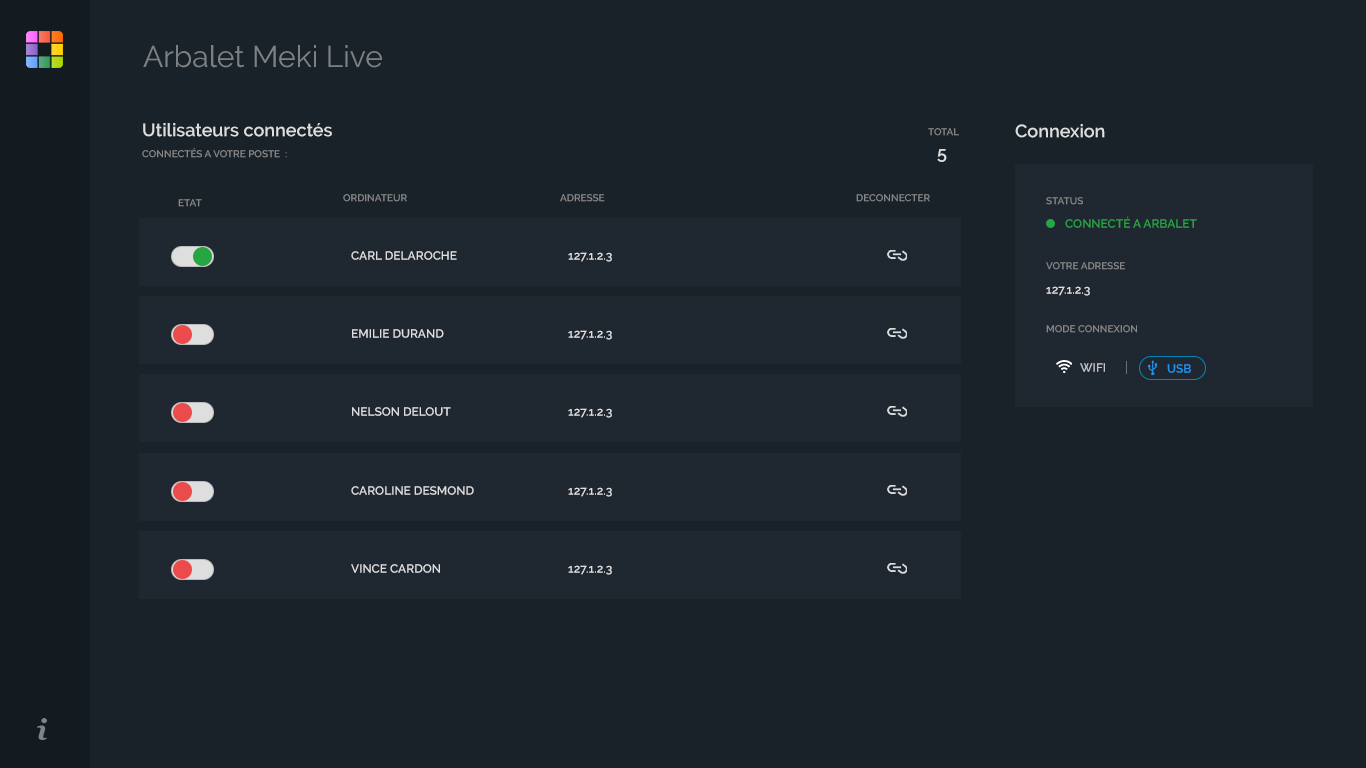 Arbalet Meki Live
Utilisateurs connectés
CONNECTÉS A VOTRE POSTE :
TOTAL
5
ETAT ORDINATEUR ADRESSE DECONNECTER
CARL DELAROCHE 127.1.2.3
EMILIE DURAND 127.1.2.3
NELSON DELOUT 127.1.2.3
CAROLINE DESMOND 127.1.2.3
VINCE CARDON 127.1.2.3
Connexion
STATUS
CONNECTÉ A ARBALET
VOTRE ADRESSE
127.1.2.3
MODE CONNEXION
WIFI | USB
i